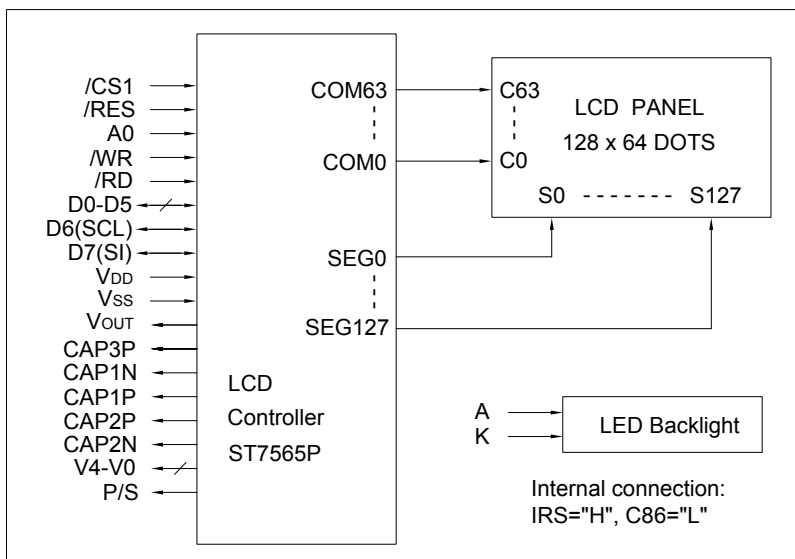 /CS1
/RES
A0
/WR
/RD
D0-D5
D6(SCL)
D7(SI)
VDD
VSS
VOUT
CAP3P
CAP1N
CAP1P
CAP2P
CAP2N
V4-V0
P/S
COM63
COM0
SEG0
SEG127
LCD
Controller
ST7565P
C63
LCD PANEL
128 x 64 DOTS
C0
S0 ------- S127
A
K
LED Backlight
Internal connection:
IRS="H", C86="L"